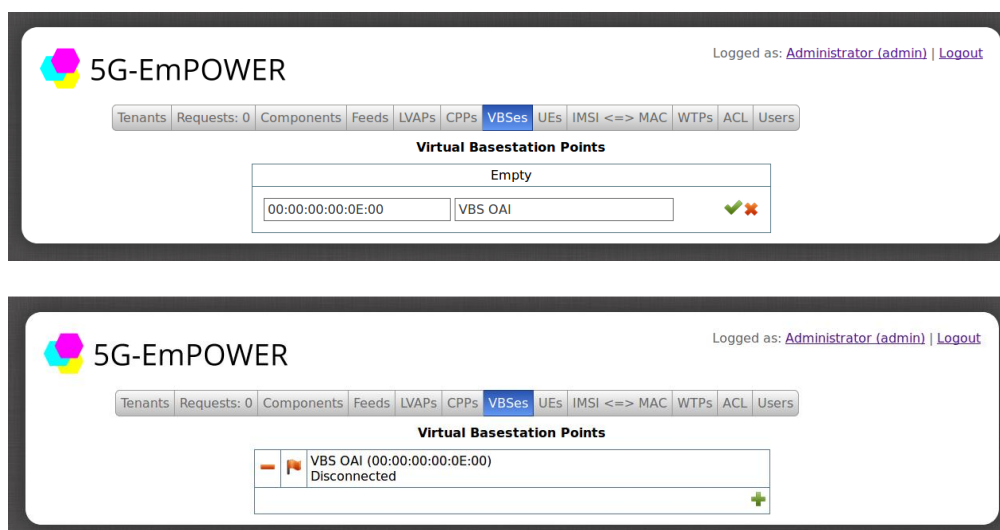 Logged as: Administrator (admin) | Logout
5G-EmPOWER
Tenants Requests: 0 Components Feeds LVAPs CPPs VBSes UEs IMSI <=> MAC WTPs ACL Users
Virtual Basestation Points
Empty
00:00:00:00:0E:00 VBS OAI
Logged as: Administrator (admin) | Logout
5G-EmPOWER
Tenants Requests: 0 Components Feeds LVAPs CPPs VBSes UEs IMSI <=> MAC WTPs ACL Users
Virtual Basestation Points
VBS OAI (00:00:00:00:0E:00)
Disconnected